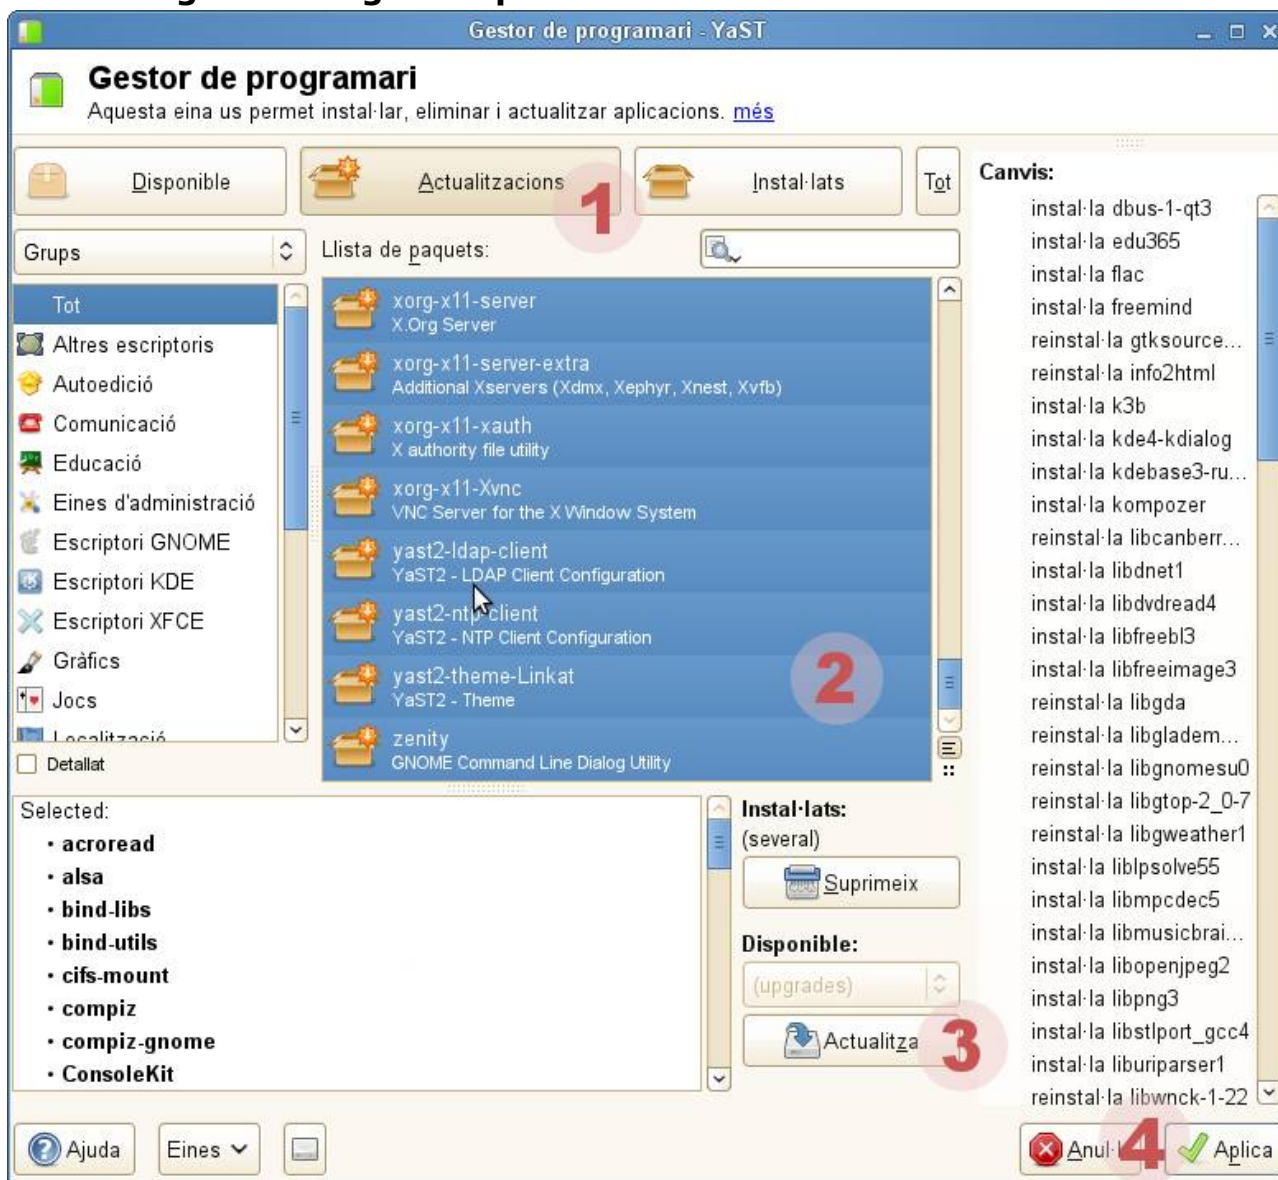 Gestor de programari - YaST
Gestor de programari
Aquesta eina us permet instal·lar, eliminar i actualitzar aplicacions. més
Disponible
Actualitzacions
1
Instal·lats
Tot
Grups
Llista de paquets:
Tot
Altres escriptoris
Autoedició
Comunicació
Educació
Eines d'administració
Escriptori GNOME
Escriptori KDE
Escriptori XFCE
Gràfics
Jocs
Localització
Detallat
xorg-x11-server
X.Org Server
xorg-x11-server-extra
Additional Xservers (Xdmx, Xephyr, Xnest, Xvfb)
xorg-x11-xauth
X authority file utility
xorg-x11-Xvnc
VNC Server for the X Window System
yast2-ldap-client
YaST2 - LDAP Client Configuration
yast2-ntp-client
YaST2 - NTP Client Configuration
yast2-theme-Linkat
YaST2 - Theme
zenity
GNOME Command Line Dialog Utility
2
Selected:
• acroread
• alsa
• bind-libs
• bind-utils
• cifs-mount
• compiz
• compiz-gnome
• ConsoleKit
Instal·lats:
(several)
Suprimeix
Disponible:
(upgrades)
Actualitza
3
Canvis:
instal·la dbus-1-qt3
instal·la edu365
instal·la flac
instal·la freemind
reinstal·la gtksource...
reinstal·la info2html
instal·la k3b
instal·la kde4-kdialog
instal·la kdebase3-ru...
instal·la kompozer
reinstal·la libcanberr...
instal·la libdnet1
instal·la libdvdread4
instal·la libfreebl3
instal·la libfreeimage3
reinstal·la libgda
reinstal·la libgladem...
reinstal·la libgnomesu0
reinstal·la libgtop-2_0-7
reinstal·la libgweather1
instal·la liblpsolve55
instal·la libmpcdec5
instal·la libmusicbrai...
instal·la libopenjpeg2
instal·la libpng3
instal·la libstlport_gcc4
instal·la liburiparser1
reinstal·la libwnck-1-22
Ajuda
Eines
Anul·l
4
Aplica